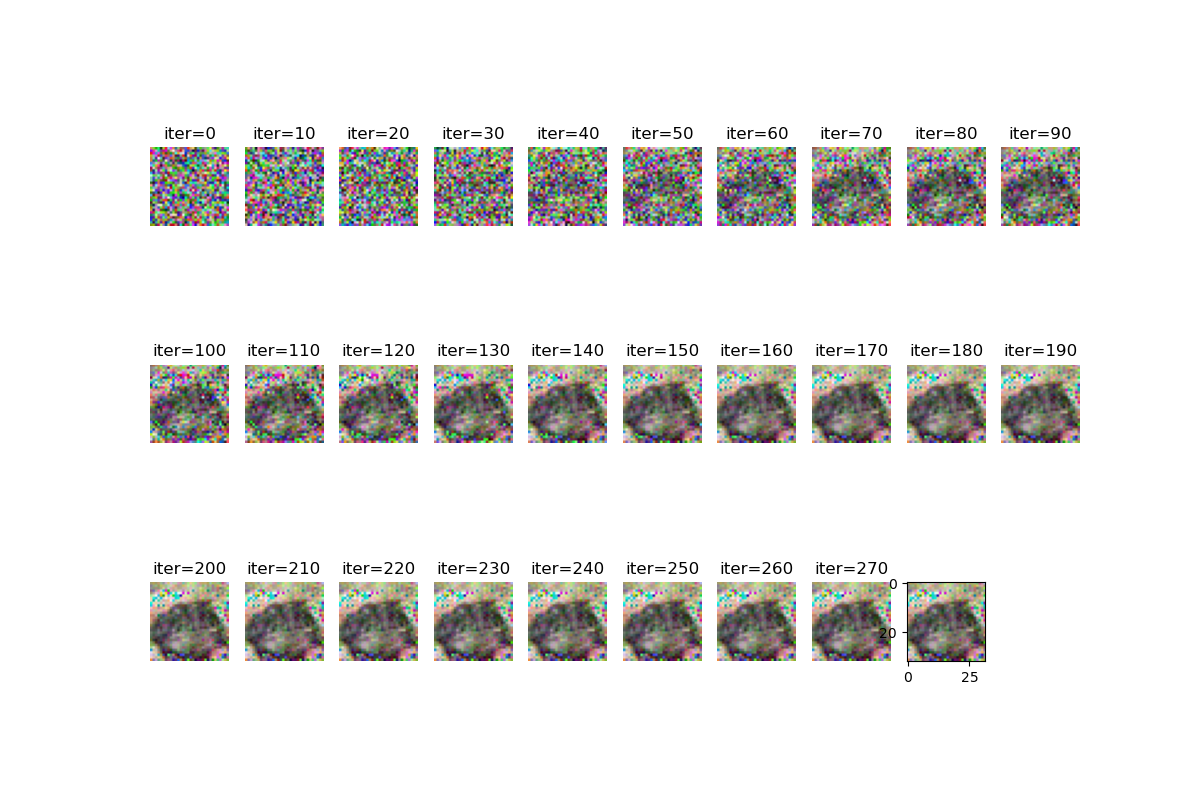 iter=0 iter=10 iter=20 iter=30 iter=40 iter=50 iter=60 iter=70 iter=80 iter=90
iter=100 iter=110 iter=120 iter=130 iter=140 iter=150 iter=160 iter=170 iter=180 iter=190
iter=200 iter=210 iter=220 iter=230 iter=240 iter=250 iter=260 iter=270
0
20
0 25